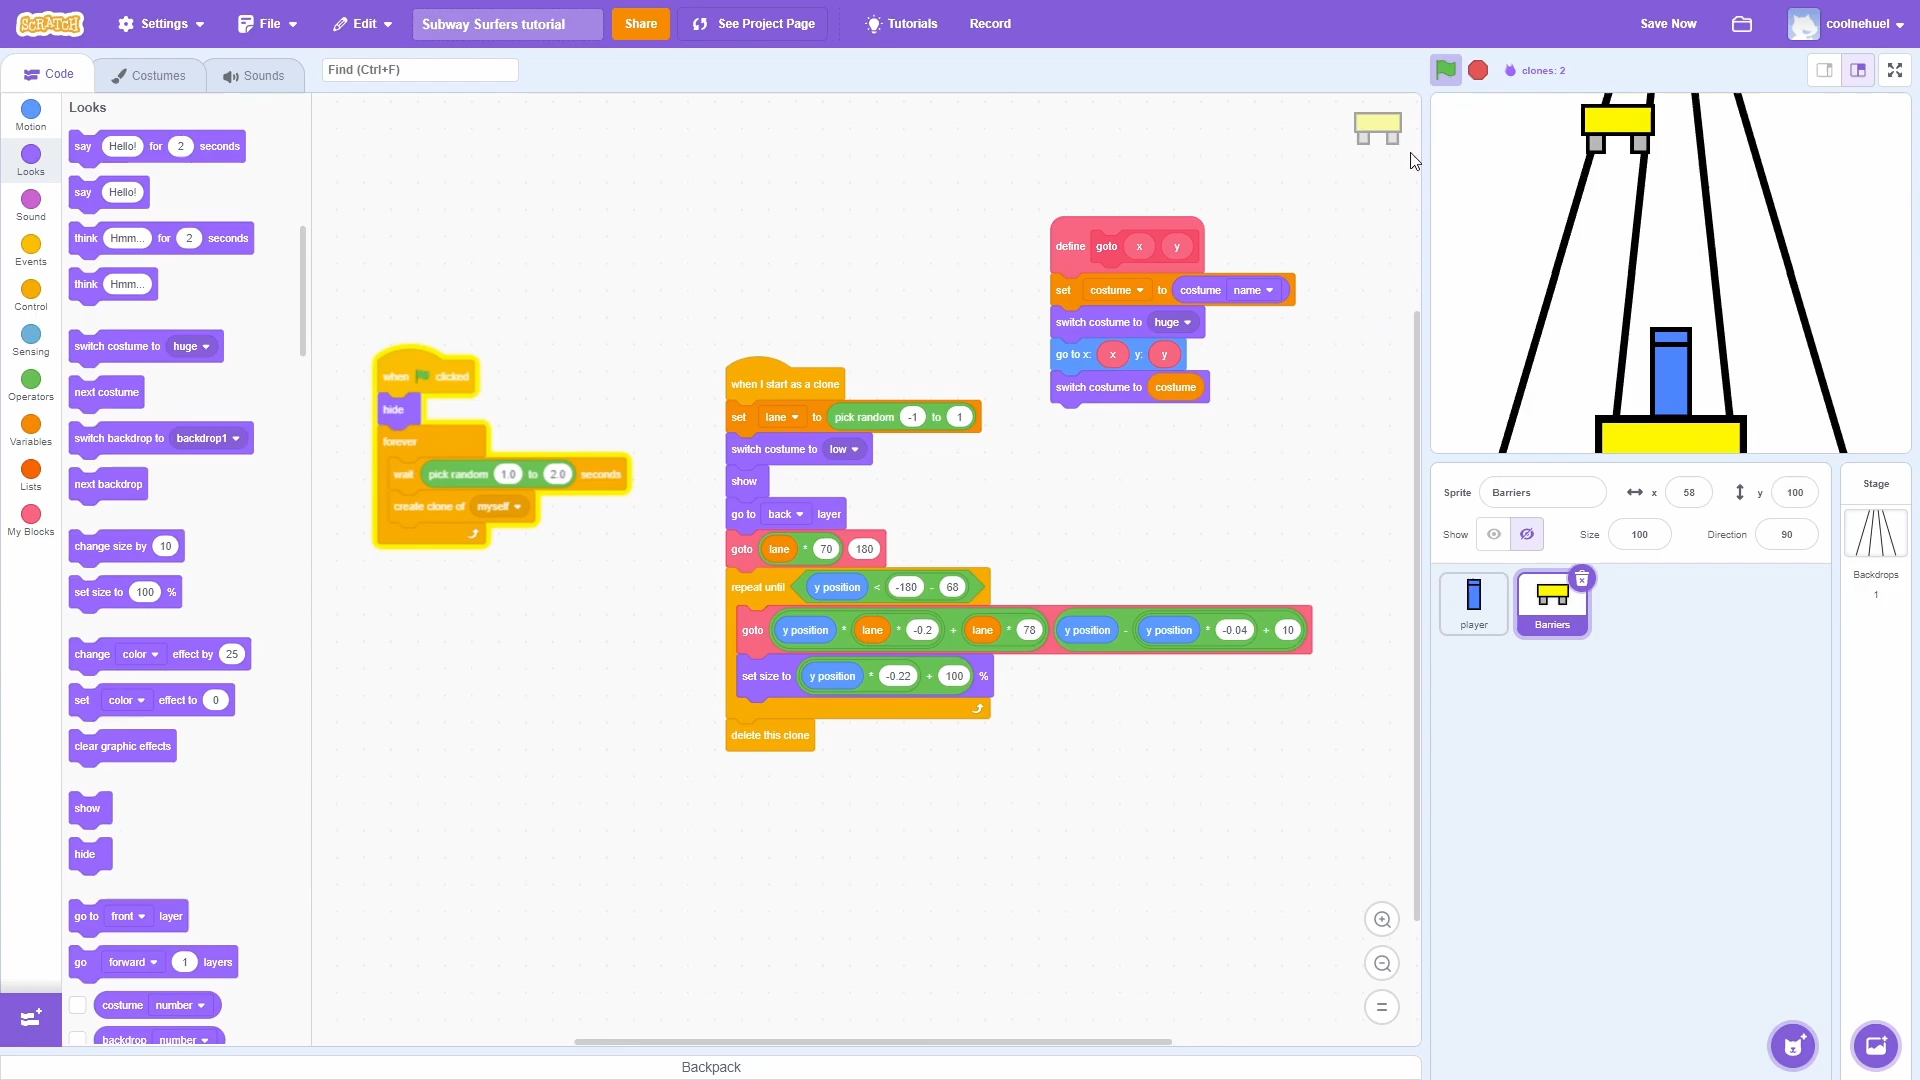 SCRATCH Settings File Edit Subway Surfers tutorial Share See Project Page Tutorials Record Save Now coolnehuel
Code Costumes Sounds Find (Ctrl+F) clones: 2
Motion
Looks
Sound
Events
Control
Sensing
Operators
Variables
Lists
My Blocks
Looks
say Hello! for 2 seconds
say Hello!
think Hmm... for 2 seconds
think Hmm...
switch costume to huge
next costume
switch backdrop to backdrop1
next backdrop
change size by 10
set size to 100 %
change color effect by 25
set color effect to 0
clear graphic effects
show
hide
go to front layer
go forward 1 layers
costume number
backdrop number
when clicked
hide
forever
wait pick random 1.0 to 2.0 seconds
create clone of myself
when I start as a clone
set lane to pick random -1 to 1
switch costume to low
show
go to back layer
goto lane * 70 180
repeat until y position < -180 - 68
goto y position * lane * -0.2 + lane * 78 y position - y position * -0.04 + 10
set size to y position * -0.22 + 100 %
delete this clone
define goto x y
set costume to costume name
switch costume to huge
go to x: x y: y
switch costume to costume
Sprite Barriers x 58 y 100
Show Size 100 Direction 90
player
Barriers
Stage
Backdrops
1
Backpack